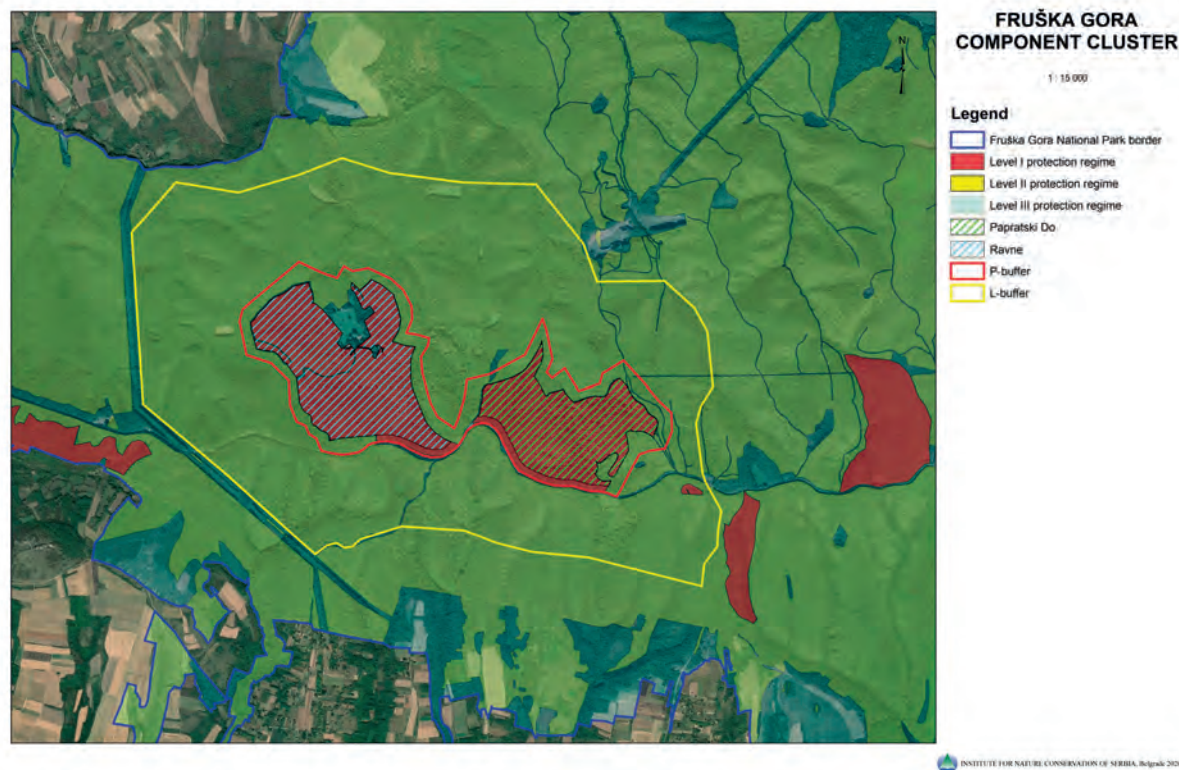 FRUŠKA GORA
COMPONENT CLUSTER
N
1 : 15 000
Legend
Fruška Gora National Park border
Level I protection regime
Level II protection regime
Level III protection regime
Papratski Do
Ravne
P-buffer
L-buffer
INSTITUTE FOR NATURE CONSERVATION OF SERBIA, Belgrade